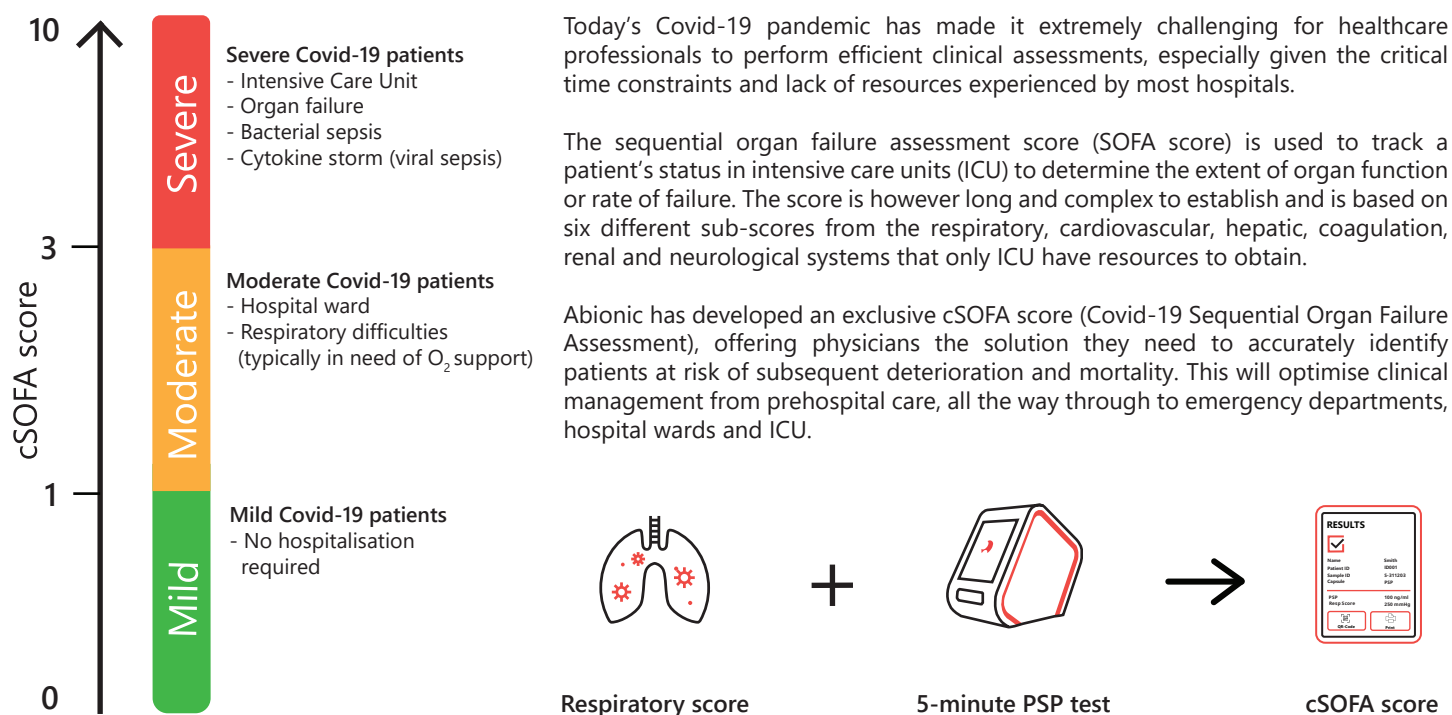 10
3
1
0
cSOFA score
Severe
Moderate
Mild
Severe Covid-19 patients
- Intensive Care Unit
- Organ failure
- Bacterial sepsis
- Cytokine storm (viral sepsis)
Moderate Covid-19 patients
- Hospital ward
- Respiratory difficulties
(typically in need of O₂ support)
Mild Covid-19 patients
- No hospitalisation
required
Today's Covid-19 pandemic has made it extremely challenging for healthcare
professionals to perform efficient clinical assessments, especially given the critical
time constraints and lack of resources experienced by most hospitals.
The sequential organ failure assessment score (SOFA score) is used to track a
patient's status in intensive care units (ICU) to determine the extent of organ function
or rate of failure. The score is however long and complex to establish and is based on
six different sub-scores from the respiratory, cardiovascular, hepatic, coagulation,
renal and neurological systems that only ICU have resources to obtain.
Abionic has developed an exclusive cSOFA score (Covid-19 Sequential Organ Failure
Assessment), offering physicians the solution they need to accurately identify
patients at risk of subsequent deterioration and mortality. This will optimise clinical
management from prehospital care, all the way through to emergency departments,
hospital wards and ICU.
+
RESULTS
Name Smith
Patient ID ID001
Sample ID S-311203
Capsule PSP
PSP 100 ng/ml
Resp Score 250 mmHg
QR-Code Print
Respiratory score
5-minute PSP test
cSOFA score